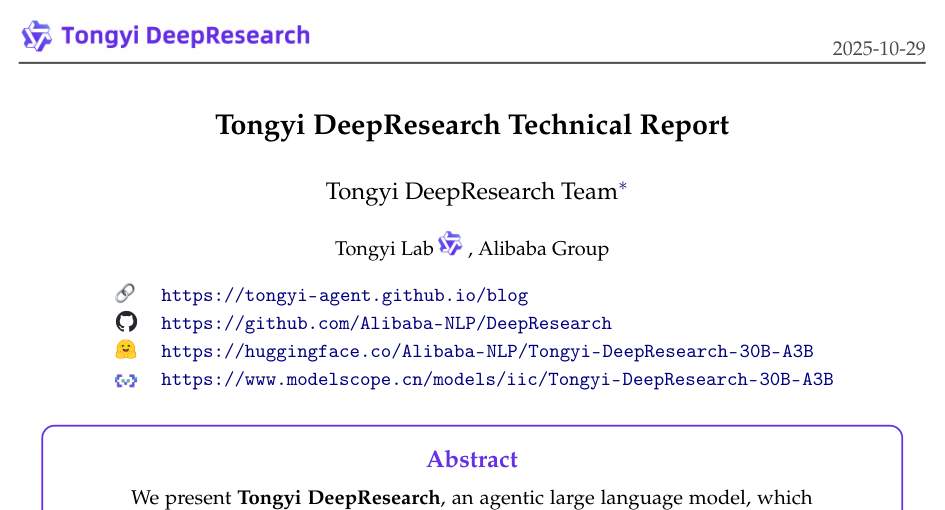 Tongyi DeepResearch
2025-10-29
Tongyi DeepResearch Technical Report
Tongyi DeepResearch Team*
Tongyi Lab , Alibaba Group
https://tongyi-agent.github.io/blog
https://github.com/Alibaba-NLP/DeepResearch
https://huggingface.co/Alibaba-NLP/Tongyi-DeepResearch-30B-A3B
https://www.modelscope.cn/models/iic/Tongyi-DeepResearch-30B-A3B
Abstract
We present Tongyi DeepResearch, an agentic large language model, which